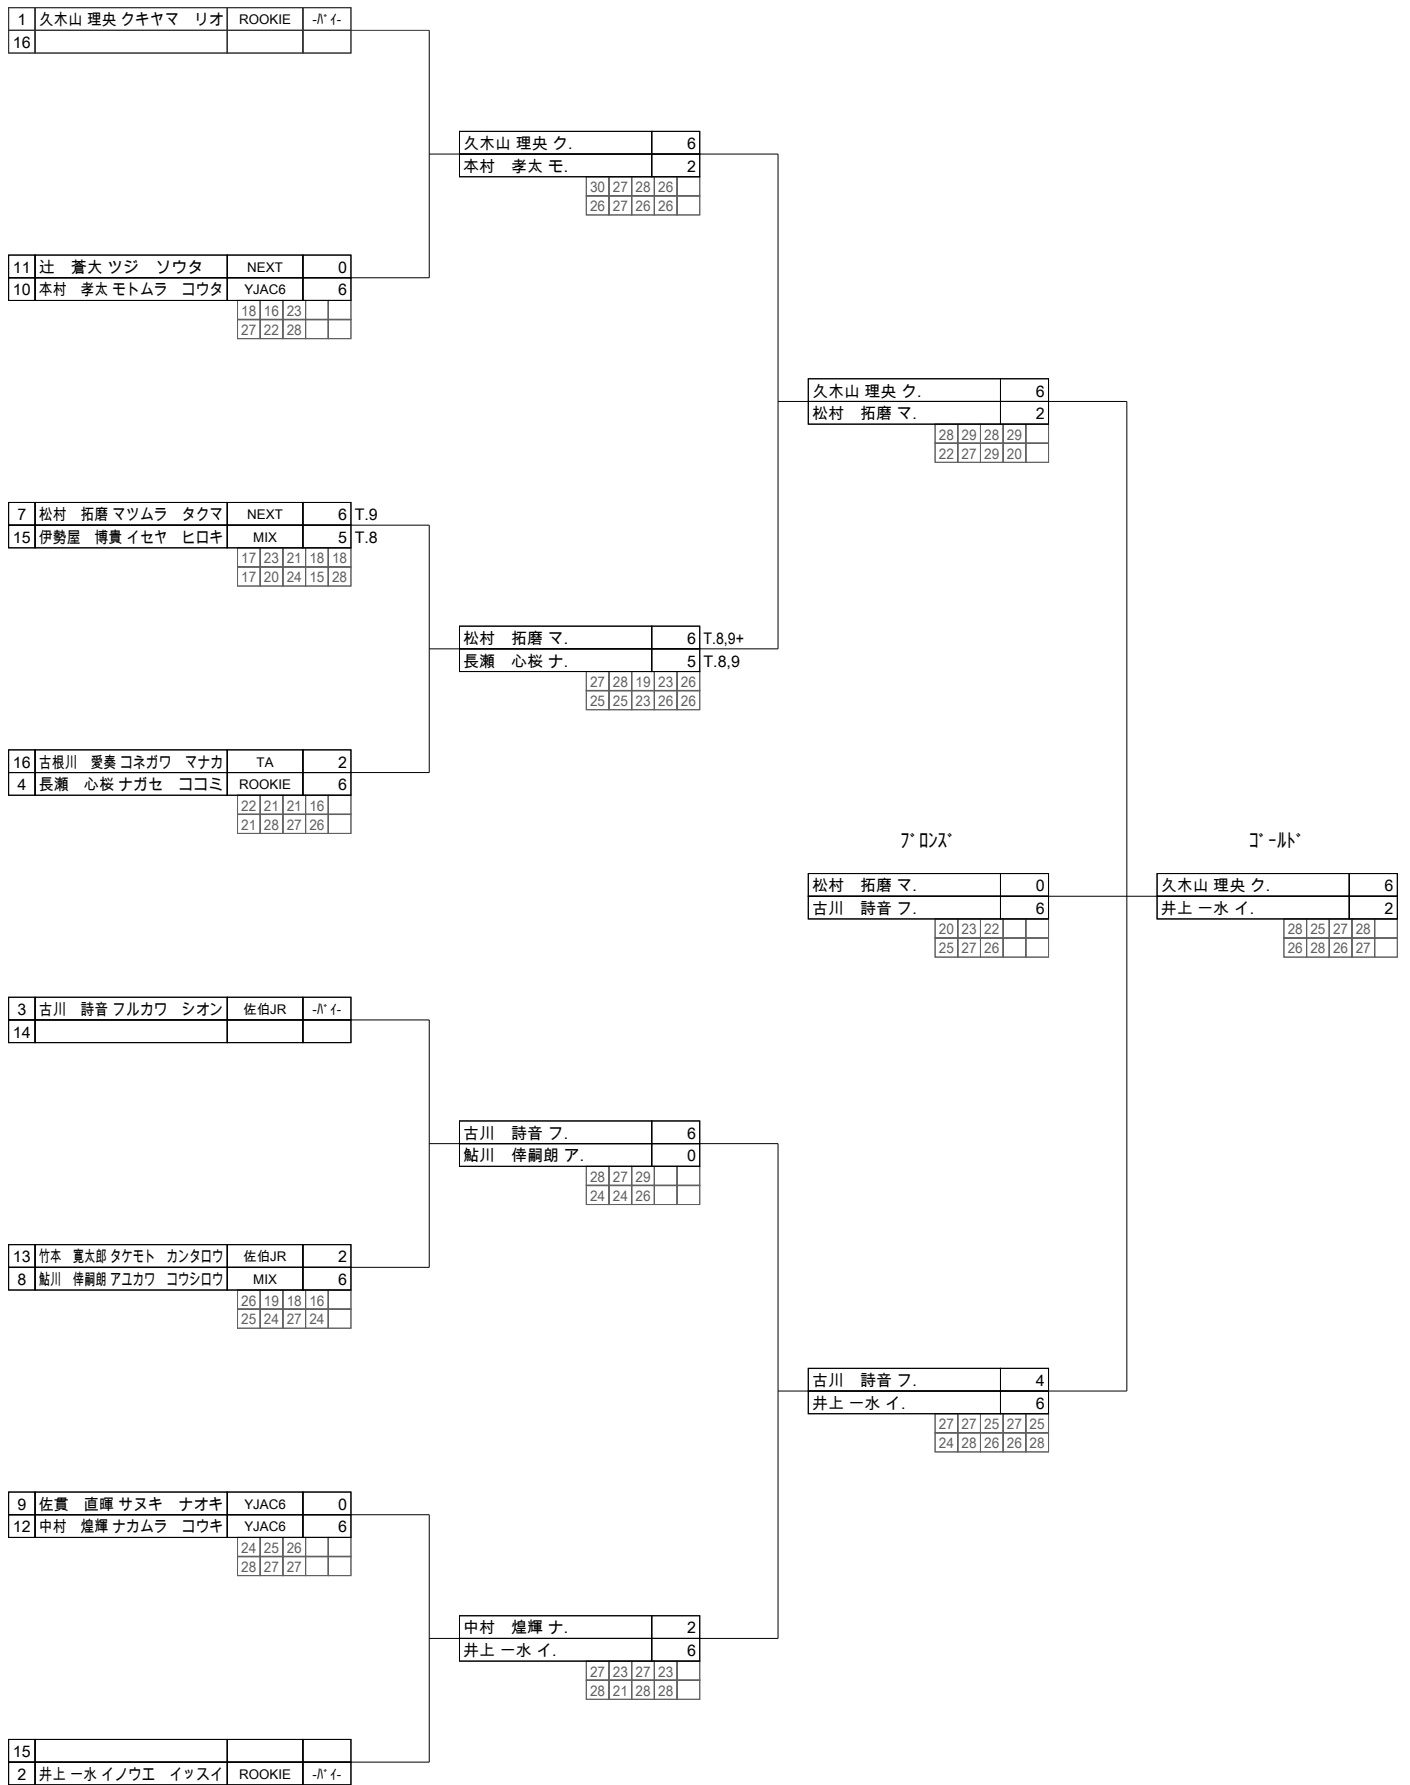 1 久木山 理央 クキヤマ　リオ ROOKIE -ﾊﾞｲ-
16
久木山 理央 ク. 6
本村　孝太 モ. 2
30 27 28 26
26 27 26 26
11 辻　蒼大 ツジ　ソウタ NEXT 0
10 本村　孝太 モトムラ　コウタ YJAC6 6
18 16 23
27 22 28
久木山 理央 ク. 6
松村　拓磨 マ. 2
28 29 28 29
22 27 29 20
7 松村　拓磨 マツムラ　タクマ NEXT 6 T.9
15 伊勢屋　博貴 イセヤ　ヒロキ MIX 5 T.8
17 23 21 18 18
17 20 24 15 28
松村　拓磨 マ. 6 T.8,9+
長瀬　心桜 ナ. 5 T.8,9
27 28 19 23 26
25 25 23 26 26
16 古根川　愛奏 コネガワ　マナカ TA 2
4 長瀬　心桜 ナガセ　ココミ ROOKIE 6
22 21 21 16
21 28 27 26
ﾌﾞﾛﾝｽﾞ ｺﾞｰﾙﾄﾞ
松村　拓磨 マ. 0
古川　詩音 フ. 6
20 23 22
25 27 26
久木山 理央 ク. 6
井上 一水 イ. 2
28 25 27 28
26 28 26 27
3 古川　詩音 フルカワ　シオン 佐伯JR -ﾊﾞｲ-
14
古川　詩音 フ. 6
鮎川　倖嗣朗 ア. 0
28 27 29
24 24 26
13 竹本　寛太郎 タケモト　カンタロウ 佐伯JR 2
8 鮎川　倖嗣朗 アユカワ　コウシロウ MIX 6
26 19 18 16
25 24 27 24
古川　詩音 フ. 4
井上 一水 イ. 6
27 27 25 27 25
24 28 26 26 28
9 佐貫　直暉 サヌキ　ナオキ YJAC6 0
12 中村　煌輝 ナカムラ　コウキ YJAC6 6
24 25 26
28 27 27
中村　煌輝 ナ. 2
井上 一水 イ. 6
27 23 27 23
28 21 28 28
15
2 井上 一水 イノウエ　イッスイ ROOKIE -ﾊﾞｲ-